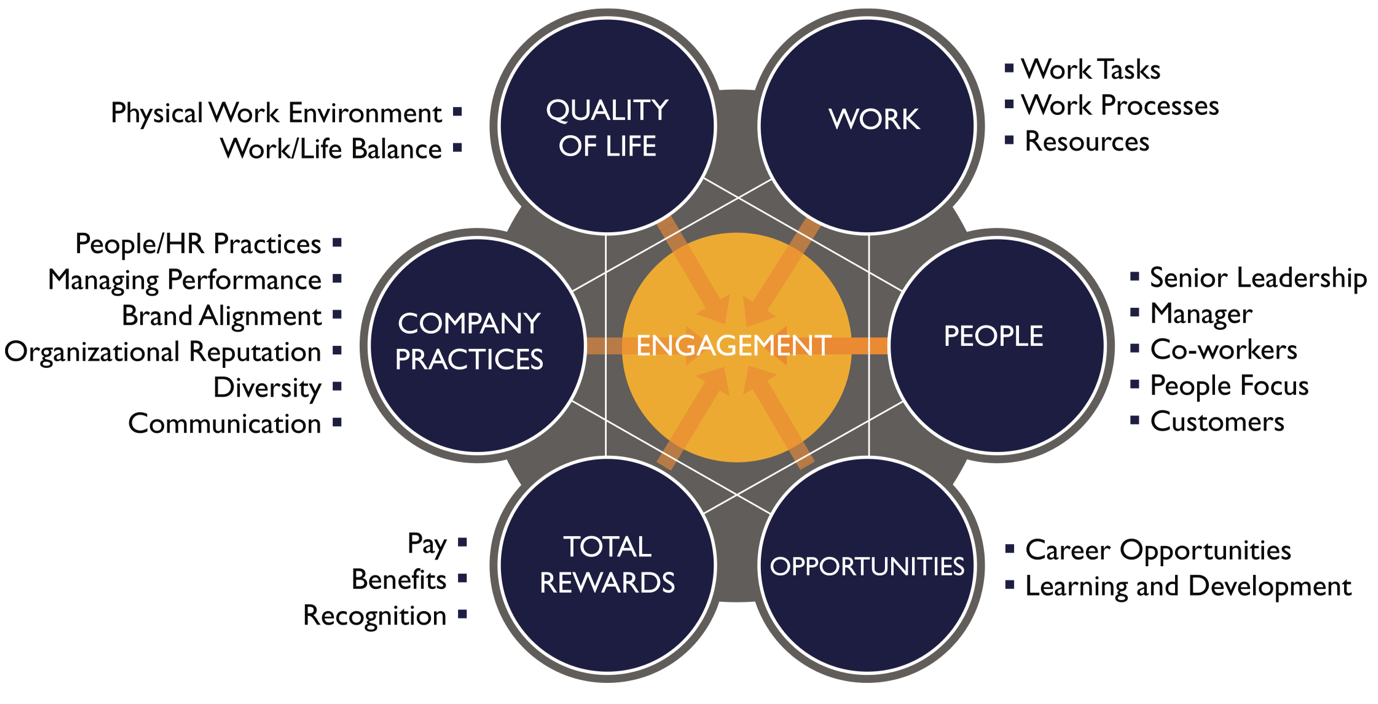 QUALITY
OF LIFE
Physical Work Environment
Work/Life Balance
WORK
Work Tasks
Work Processes
Resources
People/HR Practices
Managing Performance
Brand Alignment
Organizational Reputation
Diversity
Communication
COMPANY
PRACTICES
ENGAGEMENT
PEOPLE
Senior Leadership
Manager
Co-workers
People Focus
Customers
Pay
Benefits
Recognition
TOTAL
REWARDS
OPPORTUNITIES
Career Opportunities
Learning and Development